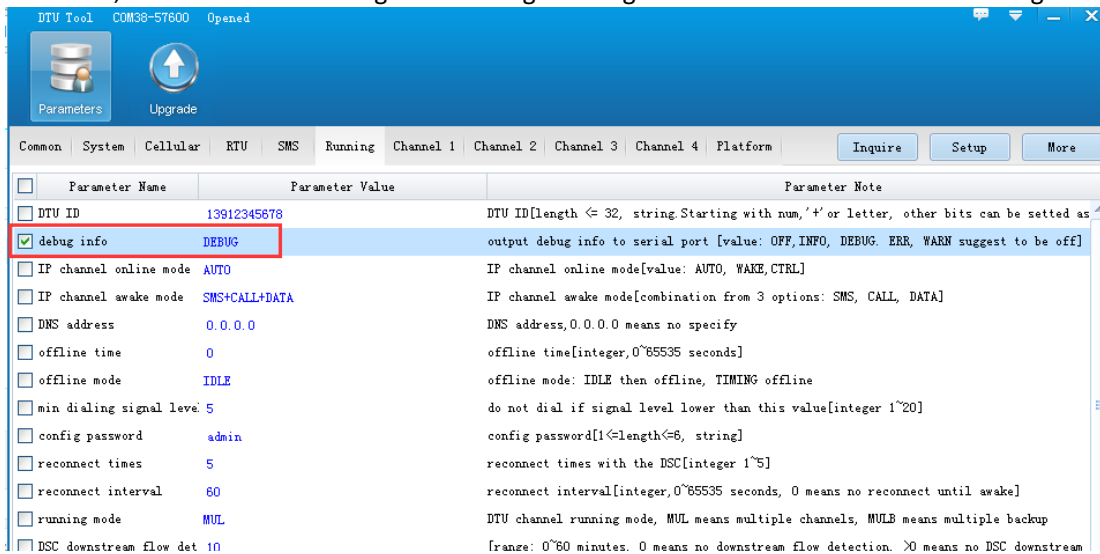 DTU Tool COM38-57600 Opened
Parameters Upgrade
Common System Cellular RTU SMS Running Channel 1 Channel 2 Channel 3 Channel 4 Platform Inquire Setup More
Parameter Name Parameter Value Parameter Note
DTU ID 13912345678 DTU ID[length <= 32, string.Starting with num,'+' or letter, other bits can be setted as
debug info DEBUG output debug info to serial port [value: OFF,INFO, DEBUG. ERR, WARN suggest to be off]
IP channel online mode AUTO IP channel online mode[value: AUTO, WAKE,CTRL]
IP channel awake mode SMS+CALL+DATA IP channel awake mode[combination from 3 options: SMS, CALL, DATA]
DNS address 0.0.0.0 DNS address,0.0.0.0 means no specify
offline time 0 offline time[integer,0~65535 seconds]
offline mode IDLE offline mode: IDLE then offline, TIMING offline
min dialing signal leve 5 do not dial if signal level lower than this value[integer 1~20]
config password admin config password[1<=length<=6, string]
reconnect times 5 reconnect times with the DSC[integer 1~5]
reconnect interval 60 reconnect interval[integer,0~65535 seconds, 0 means no reconnect until awake]
running mode MUL DTU channel running mode, MUL means multiple channels, MULB means multiple backup
DSC downstream flow det 10 [range: 0~60 minutes. 0 means no downstream flow detection. >0 means no DSC downstream